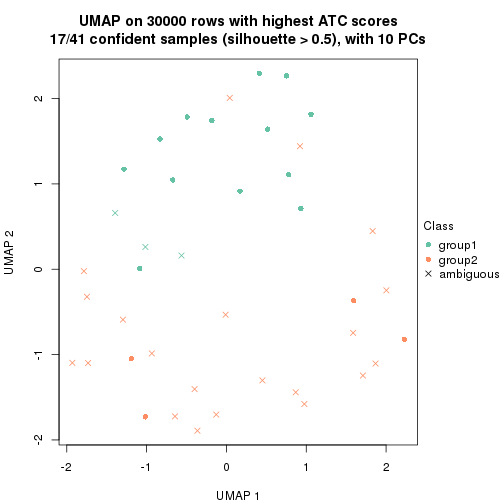 UMAP on 30000 rows with highest ATC scores
17/41 confident samples (silhouette > 0.5), with 10 PCs
2
1
0
-1
-2
UMAP 2
-2
-1
0
1
2
UMAP 1
Class
group1
group2
ambiguous